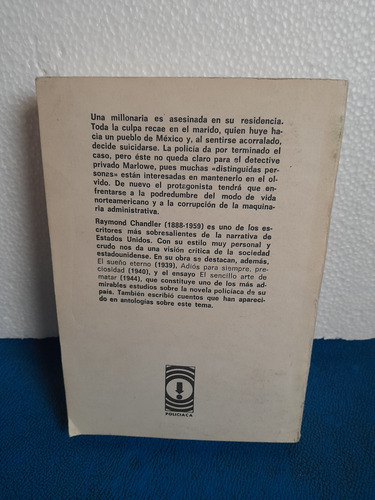 Una millonaria es asesinada en su residencia.
Toda la culpa recae en el marido, quien huye ha-
cia un pueblo de México y, al sentirse acorralado,
decide suicidarse. La policía da por terminado el
caso, pero éste no queda claro para el detective
privado Marlowe, pues muchas «distinguidas per-
sonas» están interesadas en mantenerlo en el ol-
vido. De nuevo el protagonista tendrá que en-
frentarse a la podredumbre del modo de vida
norteamericano y a la corrupción de la maquina-
ria administrativa.
Raymond Chandler (1888-1959) es uno de los es-
critores más sobresalientes de la narrativa de
Estados Unidos. Con su estilo muy personal y
crudo nos da una visión crítica de la sociedad
estadounidense. En su obra se destacan, además,
El sueño eterno (1939), Adiós para siempre, pre-
ciosidad (1940), y el ensayo El sencillo arte de
matar (1944), que constituye uno de los más ad-
mirables estudios sobre la novela policiaca de su
país. También escribió cuentos que han apareci-
do en antologías sobre este tema.
POLICIACA